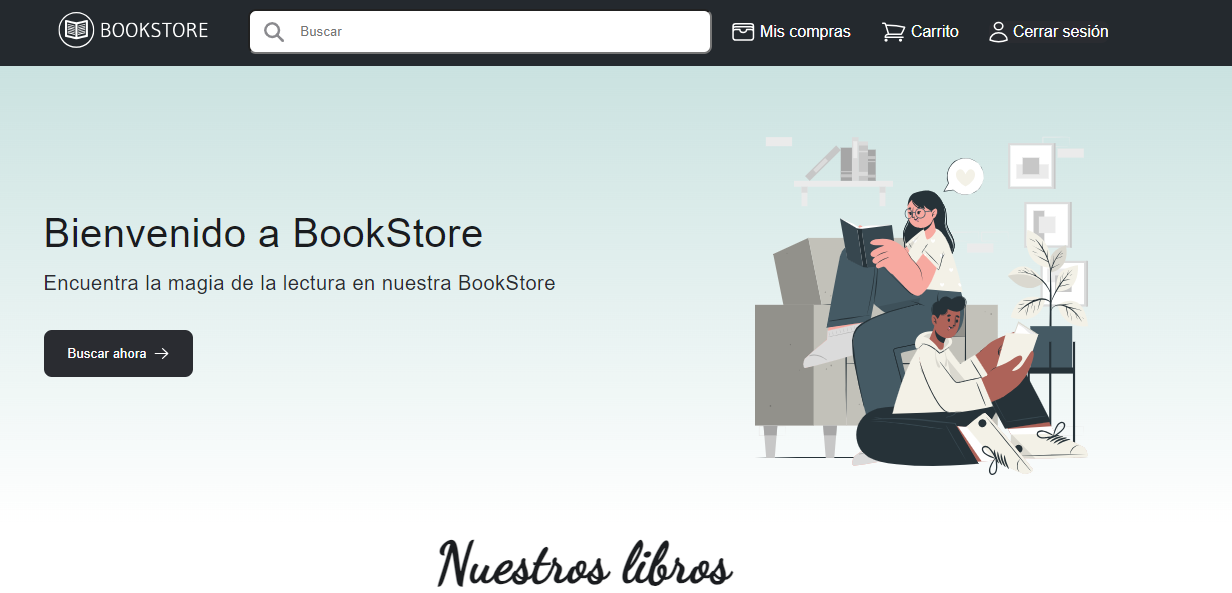 BOOKSTORE
Buscar
Mis compras
Carrito
Cerrar sesión
Bienvenido a BookStore
Encuentra la magia de la lectura en nuestra BookStore
Buscar ahora
Nuestros libros